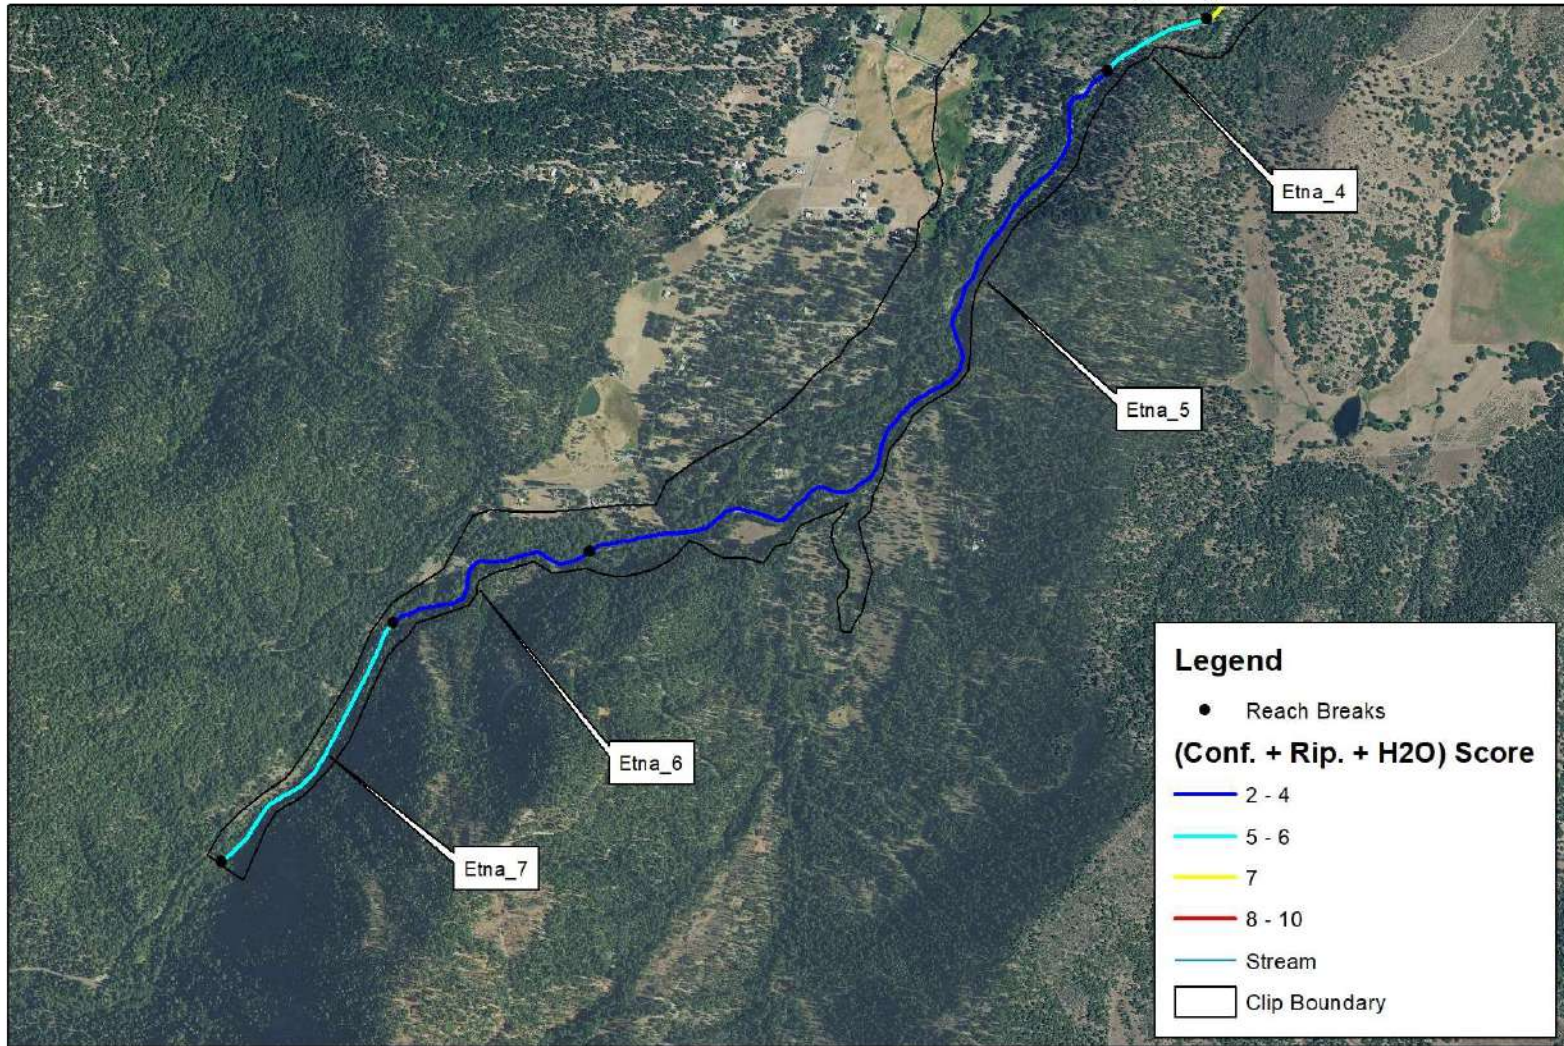 Etna_4
Etna_5
Etna_6
Etna_7
Legend
Reach Breaks
(Conf. + Rip. + H2O) Score
2 - 4
5 - 6
7
8 - 10
Stream
Clip Boundary